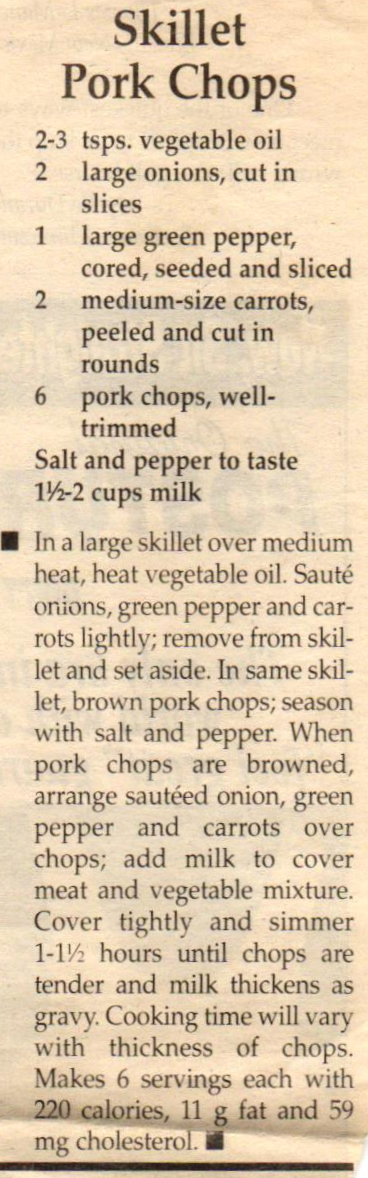 Skillet
Pork Chops
2-3 tsps. vegetable oil
2 large onions, cut in
slices
1 large green pepper,
cored, seeded and sliced
2 medium-size carrots,
peeled and cut in
rounds
6 pork chops, well-
trimmed
Salt and pepper to taste
1½-2 cups milk
■ In a large skillet over medium
heat, heat vegetable oil. Sauté
onions, green pepper and car-
rots lightly; remove from skil-
let and set aside. In same skil-
let, brown pork chops; season
with salt and pepper. When
pork chops are browned,
arrange sautéed onion, green
pepper and carrots over
chops; add milk to cover
meat and vegetable mixture.
Cover tightly and simmer
1-1½ hours until chops are
tender and milk thickens as
gravy. Cooking time will vary
with thickness of chops.
Makes 6 servings each with
220 calories, 11 g fat and 59
mg cholesterol. ■